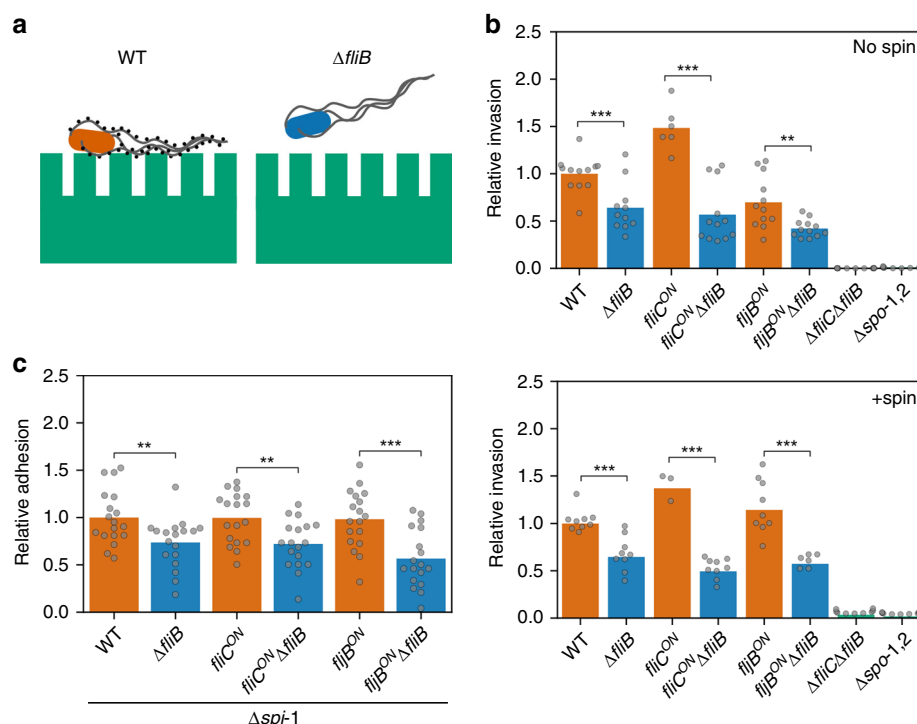 a
WT
ΔfliB
b
Relative invasion
2.5
2.0
1.5
1.0
0.5
0.0
No spin
***
***
**
WT
ΔfliB
fliC^ON
fliC^ON ΔfliB
fljB^ON
fljB^ON ΔfliB
ΔfliCΔfliB
Δspo-1,2
c
Relative adhesion
2.5
2.0
1.5
1.0
0.5
0.0
**
**
***
WT
ΔfliB
fliC^ON
fliC^ON ΔfliB
fljB^ON
fljB^ON ΔfliB
Δspi-1
Relative invasion
2.5
2.0
1.5
1.0
0.5
0.0
+spin
***
***
***
WT
ΔfliB
fliC^ON
fliC^ON ΔfliB
fljB^ON
fljB^ON ΔfliB
ΔfliCΔfliB
Δspo-1,2